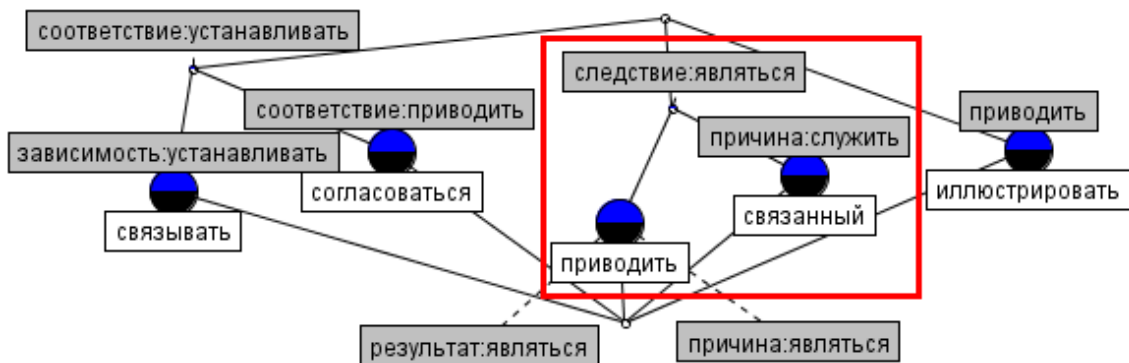 соответствие:устанавливать
следствие:являться
соответствие:приводить
приводить
причина:служить
зависимость:устанавливать
согласоваться
иллюстрировать
связанный
связывать
приводить
результат:являться
причина:являться